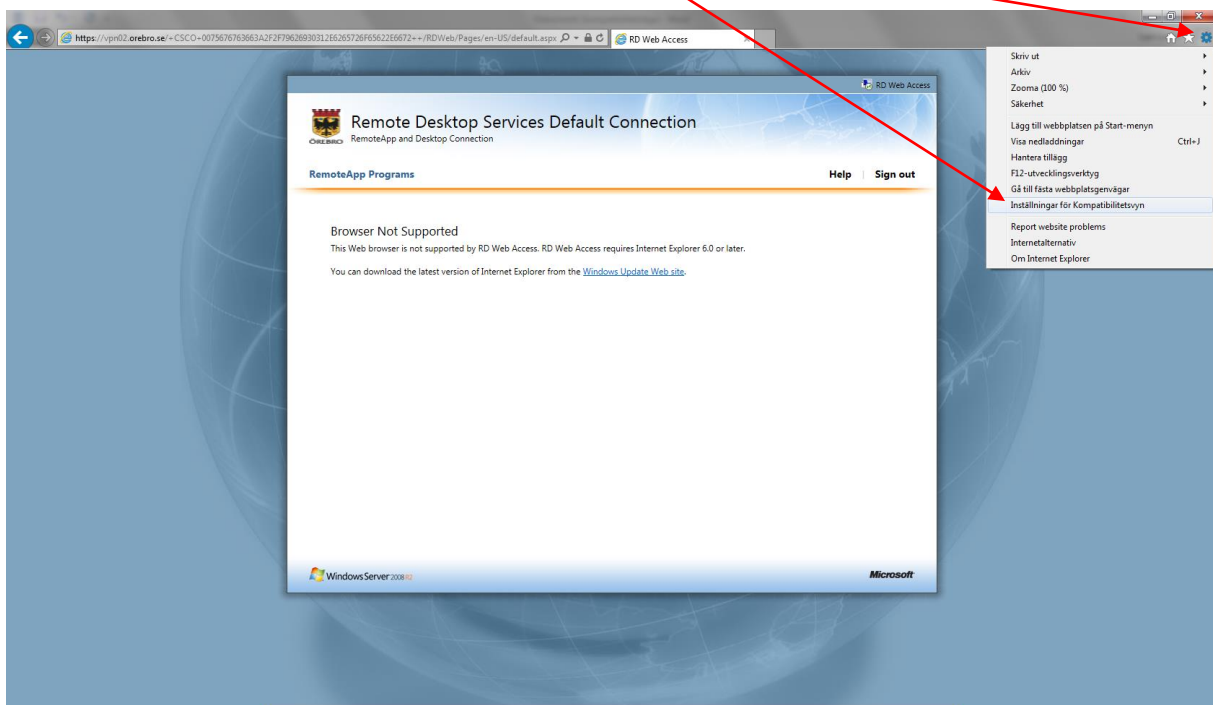 https://vpn02.orebro.se/+CSCO+0075676763663A2F2F79626930312E6265726F65622E6672++/RDWeb/Pages/en-US/default.aspx
RD Web Access
Skriv ut
Arkiv
Zooma (100 %)
Säkerhet
Lägg till webbplatsen på Start-menyn
Visa nedladdningar Ctrl+J
Hantera tillägg
F12-utvecklingsverktyg
Gå till fästa webbplatsgenvägar
Inställningar för Kompatibilitetsvyn
Report website problems
Internetalternativ
Om Internet Explorer
RD Web Access
Remote Desktop Services Default Connection
RemoteApp and Desktop Connection
ÖREBRO
RemoteApp Programs
Help Sign out
Browser Not Supported
This Web browser is not supported by RD Web Access. RD Web Access requires Internet Explorer 6.0 or later.
You can download the latest version of Internet Explorer from the Windows Update Web site.
Windows Server 2008 R2
Microsoft